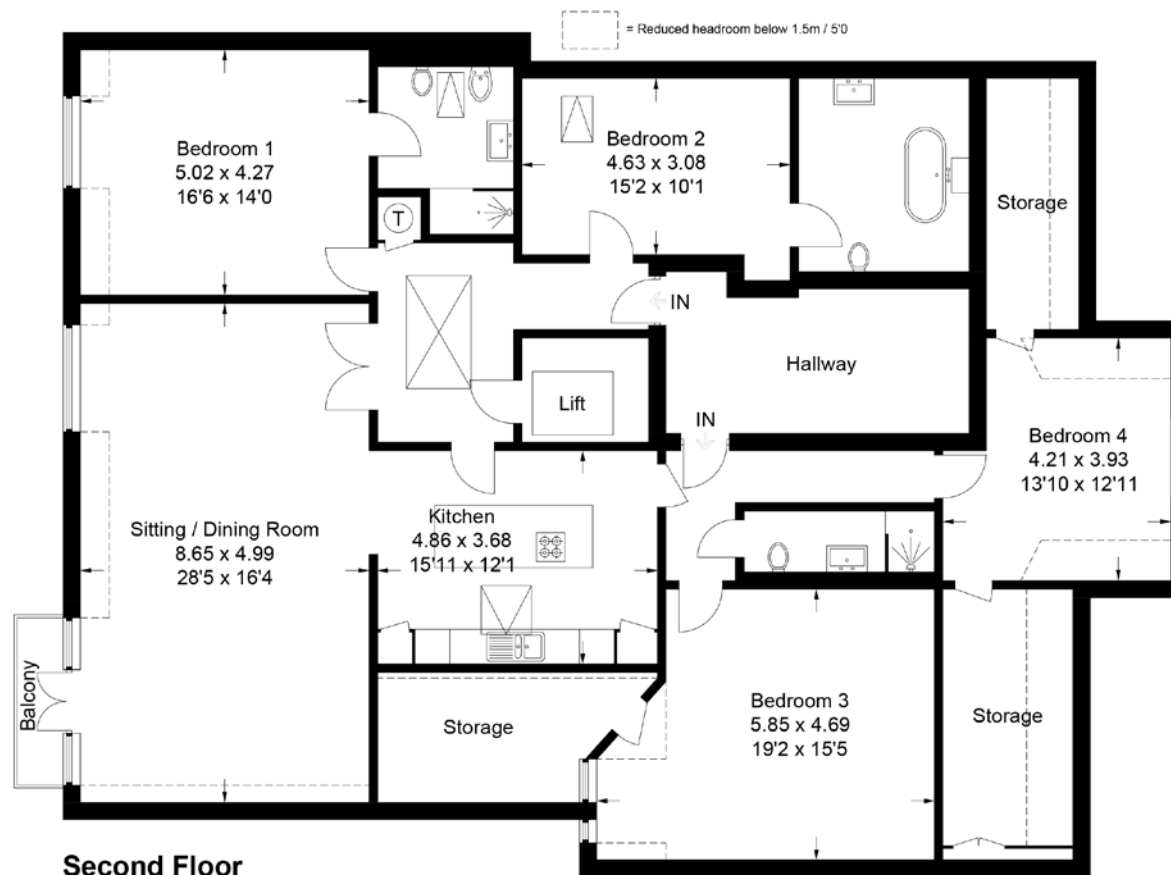 = Reduced headroom below 1.5m / 5'0
Bedroom 1
5.02 x 4.27
16'6 x 14'0
Bedroom 2
4.63 x 3.08
15'2 x 10'1
Storage
T
IN
Hallway
Lift
IN
Bedroom 4
4.21 x 3.93
13'10 x 12'11
Sitting / Dining Room
8.65 x 4.99
28'5 x 16'4
Kitchen
4.86 x 3.68
15'11 x 12'1
Balcony
Storage
Bedroom 3
5.85 x 4.69
19'2 x 15'5
Storage
Second Floor